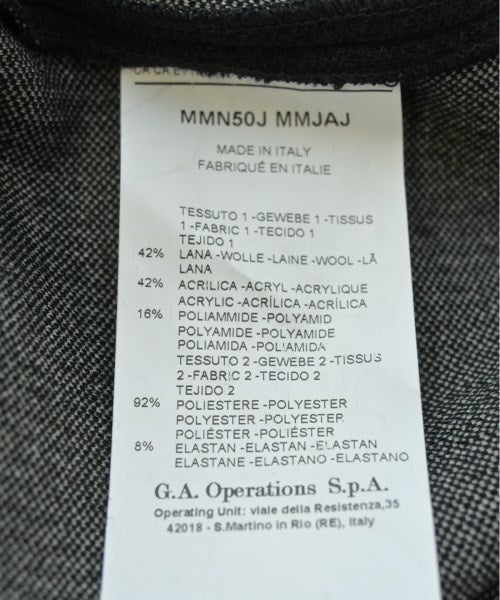 MMN50J MMJAJ
MADE IN ITALY
FABRIQUÉ EN ITALIE
TESSUTO 1 -GEWEBE 1 -TISSUS
1 -FABRIC 1 -TECIDO 1
TEJIDO 1
42% LANA -WOLLE -LAINE -WOOL -LÃ
LANA
42% ACRILICA -ACRYL -ACRYLIQUE
ACRYLIC -ACRÍLICA -ACRÍLICA
16% POLIAMMIDE -POLYAMID
POLYAMIDE -POLYAMIDE
POLIAMIDA -POLIAMIDA
TESSUTO 2 -GEWEBE 2 -TISSUS
2 -FABRIC 2 -TECIDO 2
TEJIDO 2
92% POLIESTERE -POLYESTER
POLYESTER -POLYESTER
POLIÉSTER -POLIÉSTER
8% ELASTAN -ELASTAN -ELASTAN
ELASTANE -ELASTANO -ELASTANO
G.A. Operations S.p.A.
Operating Unit: viale della Resistenza,35
42018 - S.Martino in Rio (RE), Italy